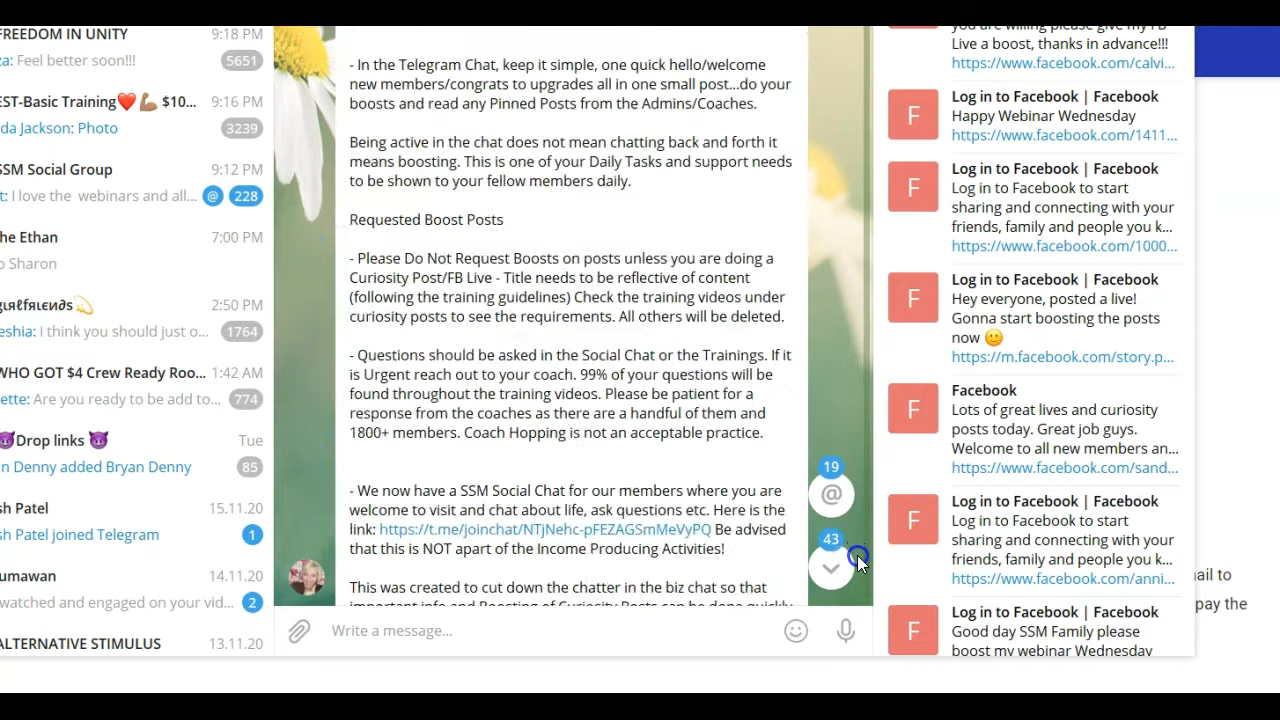 FREEDOM IN UNITY
9:18 PM
za: Feel better soon!!!
5651
EST-Basic Training❤️💪🏽 $10...
9:16 PM
da Jackson: Photo
3239
SSM Social Group
9:12 PM
t: I love the webinars and all...
@
228
he Ethan
7:00 PM
o Sharon
2:50 PM
eshia: I think you should just o...
1764
WHO GOT $4 Crew Ready Roo...
1:42 AM
ette: Are you ready to be add to...
774
😈Drop links 😈
Tue
n Denny added Bryan Denny
85
sh Patel
15.11.20
sh Patel joined Telegram
1
umawan
14.11.20
watched and engaged on your vid...
2
ALTERNATIVE STIMULUS
13.11.20
- In the Telegram Chat, keep it simple, one quick hello/welcome
new members/congrats to upgrades all in one small post...do your
boosts and read any Pinned Posts from the Admins/Coaches.
Being active in the chat does not mean chatting back and forth it
means boosting. This is one of your Daily Tasks and support needs
to be shown to your fellow members daily.
Requested Boost Posts
- Please Do Not Request Boosts on posts unless you are doing a
Curiosity Post/FB Live - Title needs to be reflective of content
(following the training guidelines) Check the training videos under
curiosity posts to see the requirements. All others will be deleted.
- Questions should be asked in the Social Chat or the Trainings. If it
is Urgent reach out to your coach. 99% of your questions will be
found throughout the training videos. Please be patient for a
response from the coaches as there are a handful of them and
1800+ members. Coach Hopping is not an acceptable practice.
- We now have a SSM Social Chat for our members where you are
welcome to visit and chat about life, ask questions etc. Here is the
link: https://t.me/joinchat/NTjNehc-pFEZAGSmMeVyPQ Be advised
that this is NOT apart of the Income Producing Activities!
This was created to cut down the chatter in the biz chat so that
important info and Boosting of Curiosity Posts can be done quickly
19
@
43
Write a message...
you are willing please give my FB
Live a boost, thanks in advance!!!
https://www.facebook.com/calvi...
F
Log in to Facebook | Facebook
Happy Webinar Wednesday
https://www.facebook.com/1411...
F
Log in to Facebook | Facebook
Log in to Facebook to start
sharing and connecting with your
friends, family and people you k...
https://www.facebook.com/1000...
F
Log in to Facebook | Facebook
Hey everyone, posted a live!
Gonna start boosting the posts
now 🙂
https://m.facebook.com/story.p...
F
Facebook
Lots of great lives and curiosity
posts today. Great job guys.
Welcome to all new members an...
https://www.facebook.com/sand...
F
Log in to Facebook | Facebook
Log in to Facebook to start
sharing and connecting with your
friends, family and people you k...
https://www.facebook.com/anni...
F
Log in to Facebook | Facebook
Good day SSM Family please
boost my webinar Wednesday
ail to
pay the